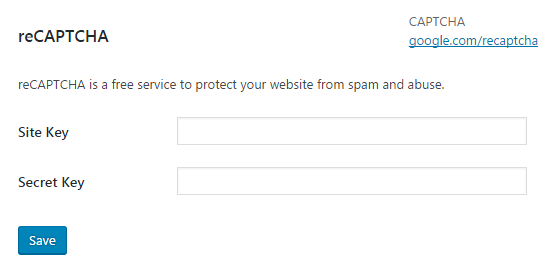 reCAPTCHA
CAPTCHA
google.com/recaptcha
reCAPTCHA is a free service to protect your website from spam and abuse.
Site Key
Secret Key
Save